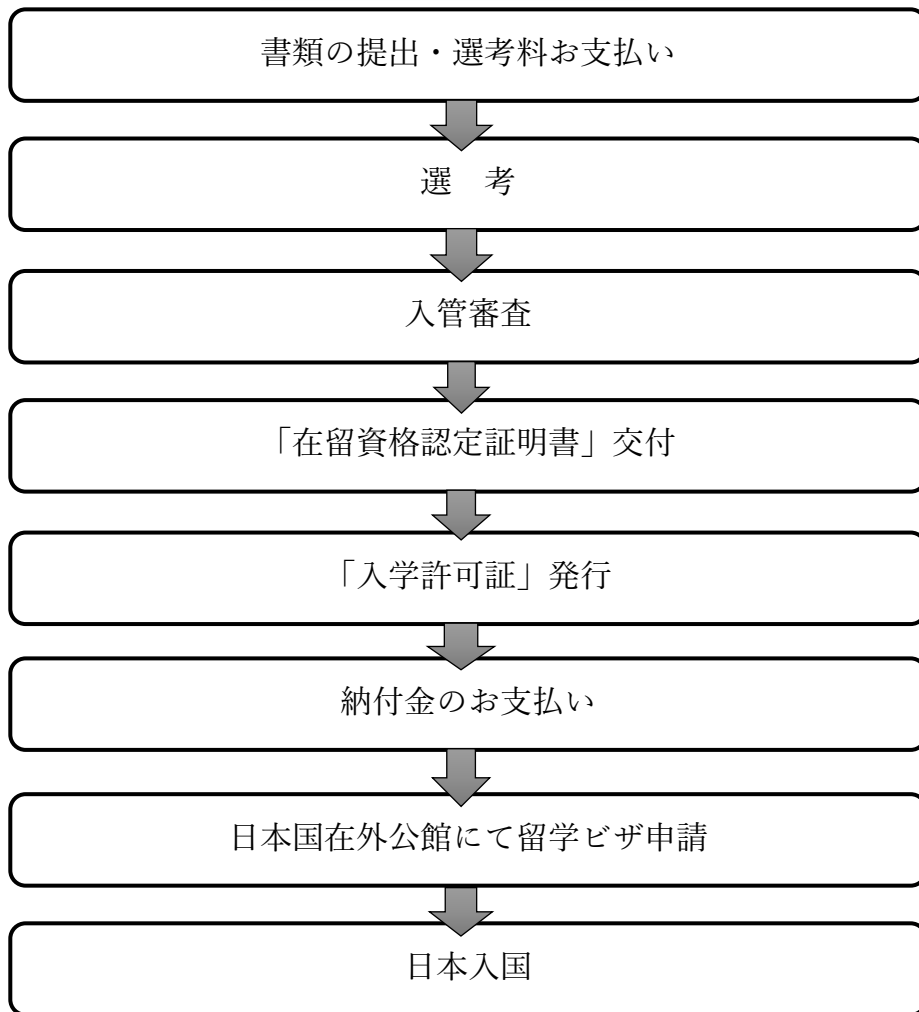 書類の提出・選考料お支払い
選　考
入管審査
「在留資格認定証明書」交付
「入学許可証」発行
納付金のお支払い
日本国在外公館にて留学ビザ申請
日本入国